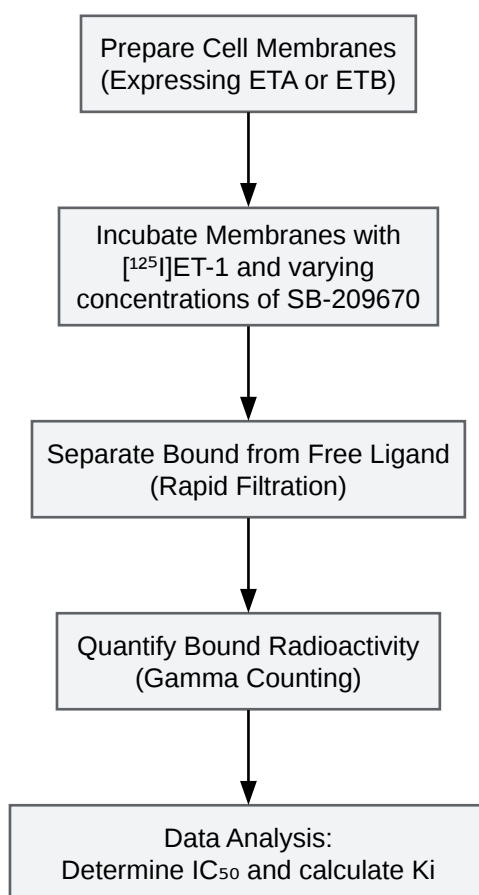 Prepare Cell Membranes
(Expressing ETA or ETB)
Incubate Membranes with
[¹²⁵I]ET-1 and varying
concentrations of SB-209670
Separate Bound from Free Ligand
(Rapid Filtration)
Quantify Bound Radioactivity
(Gamma Counting)
Data Analysis:
Determine IC₅₀ and calculate Ki